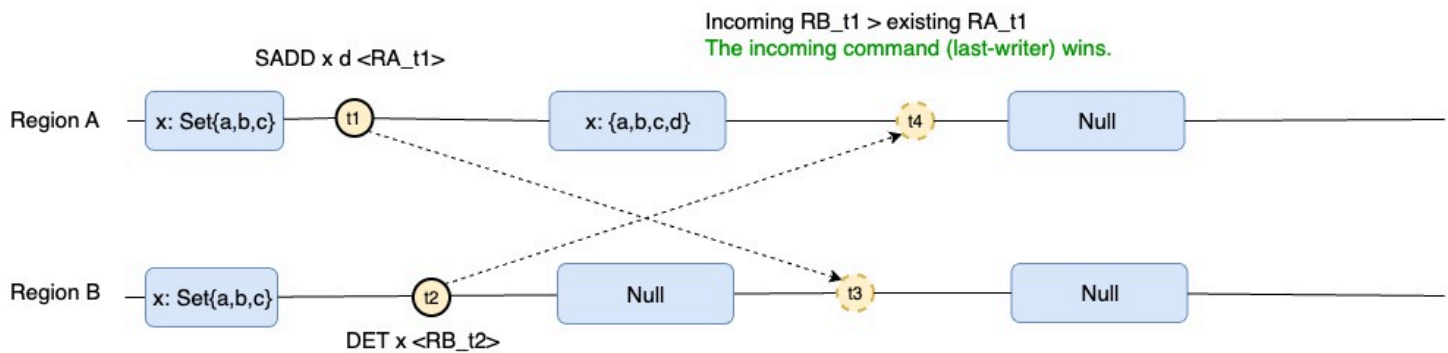 Incoming RB_t1 > existing RA_t1
The incoming command (last-writer) wins.
SADD x d <RA_t1>
Region A
x: Set{a,b,c}
t1
x: {a,b,c,d}
t4
Null
Region B
x: Set{a,b,c}
t2
Null
t3
Null
DET x <RB_t2>